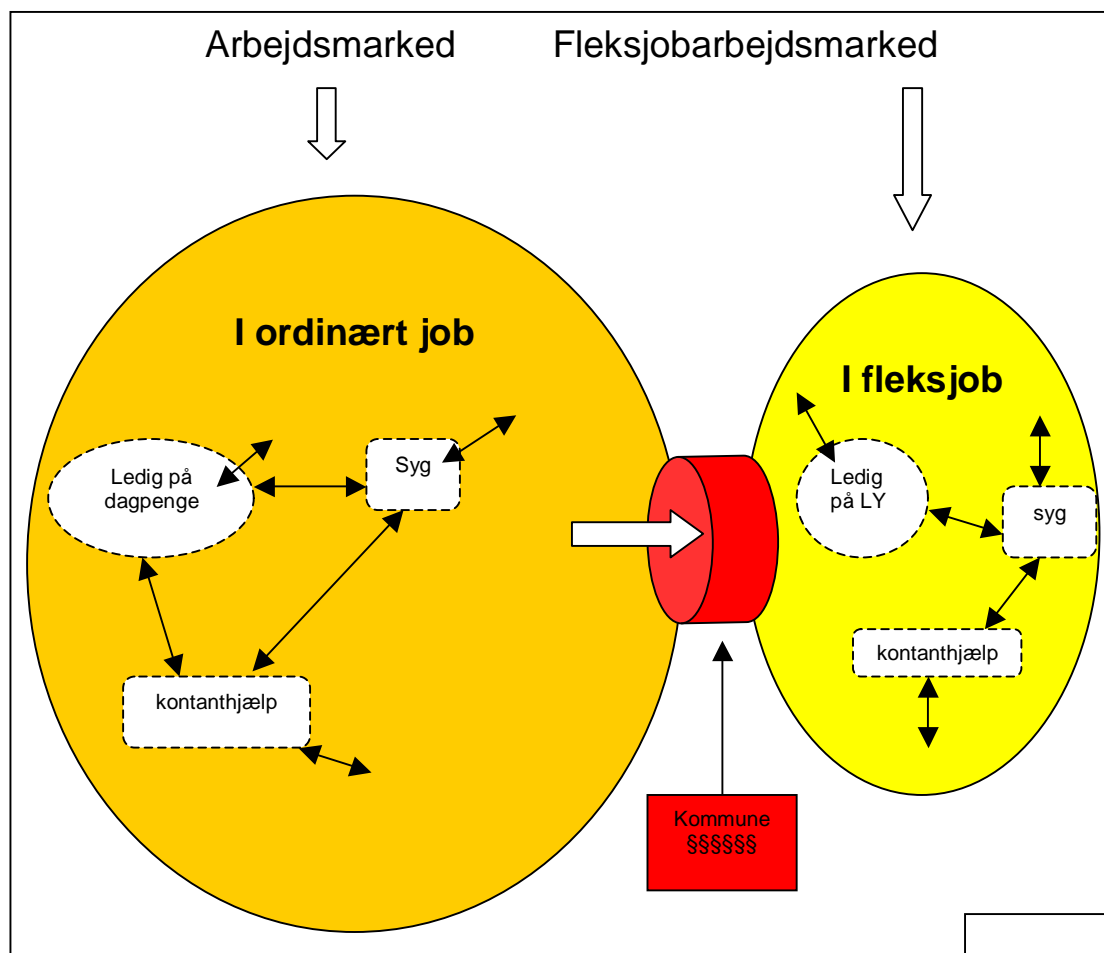 Arbejdsmarked
Fleksjobarbejdsmarked
I ordinært job
Ledig på
dagpenge
Syg
kontanthjælp
I fleksjob
Ledig
på LY
syg
kontanthjælp
Kommune
§§§§§§